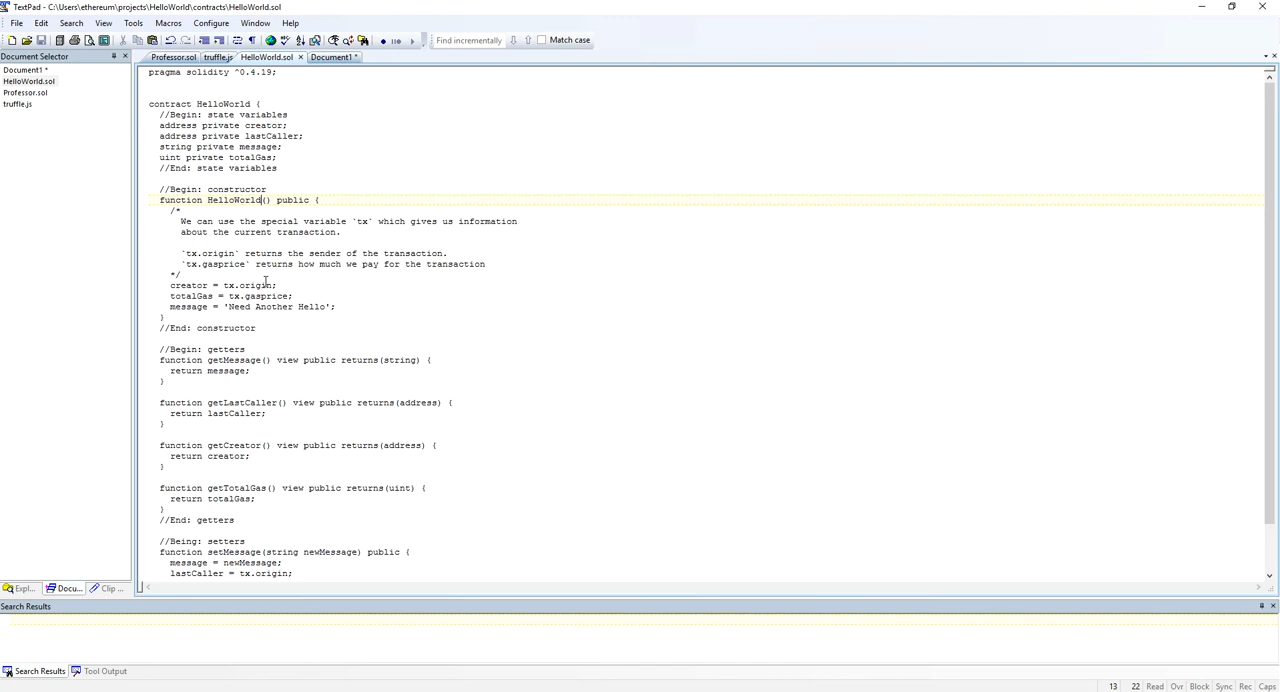 TextPad - C:\Users\ethereum\projects\HelloWorld\contracts\HelloWorld.sol
File Edit Search View Tools Macros Configure Window Help
Find incrementally Match case
Document Selector
Document1 *
HelloWorld.sol
Professor.sol
truffle.js
Professor.sol truffle.js HelloWorld.sol Document1 *
pragma solidity ^0.4.19;
contract HelloWorld {
//Begin: state variables
address private creator;
address private lastCaller;
string private message;
uint private totalGas;
//End: state variables
//Begin: constructor
function HelloWorld() public {
/*
We can use the special variable `tx` which gives us information
about the current transaction.
`tx.origin` returns the sender of the transaction.
`tx.gasprice` returns how much we pay for the transaction
*/
creator = tx.origin;
totalGas = tx.gasprice;
message = 'Need Another Hello';
}
//End: constructor
//Begin: getters
function getMessage() view public returns(string) {
return message;
}
function getLastCaller() view public returns(address) {
return lastCaller;
}
function getCreator() view public returns(address) {
return creator;
}
function getTotalGas() view public returns(uint) {
return totalGas;
}
//End: getters
//Being: setters
function setMessage(string newMessage) public {
message = newMessage;
lastCaller = tx.origin;
Expl... Docu... Clip ...
Search Results
Search Results Tool Output
13 22 Read Ovr Block Sync Rec Caps